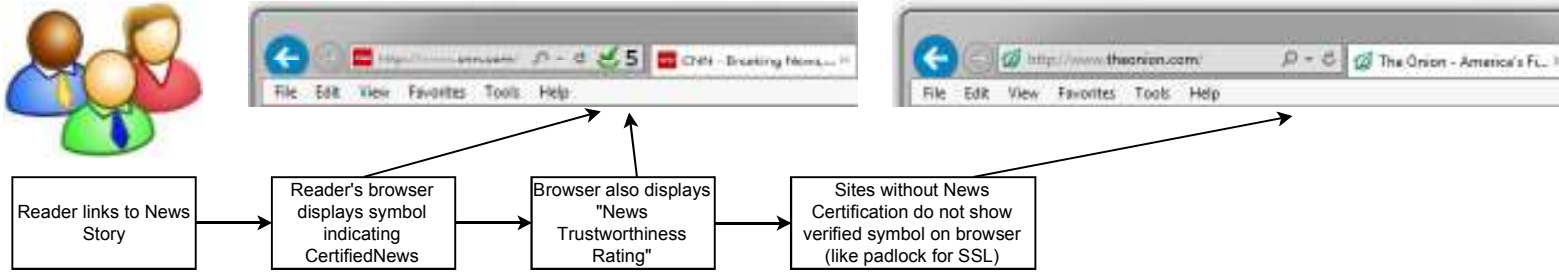 5
CNN - Breaking News, ...
File Edit View Favorites Tools Help
http://www.theonion.com/
The Onion - America's Fi...
File Edit View Favorites Tools Help
Reader links to News
Story
Reader's browser
displays symbol
indicating
CertifiedNews
Browser also displays
"News
Trustworthiness
Rating"
Sites without News
Certification do not show
verified symbol on browser
(like padlock for SSL)